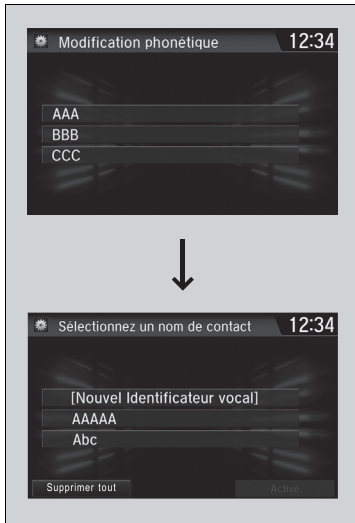 Modification phonétique 12:34
AAA
BBB
CCC
Sélectionnez un nom de contact 12:34
[Nouvel Identificateur vocal]
AAAAA
Abc
Supprimer tout Activé